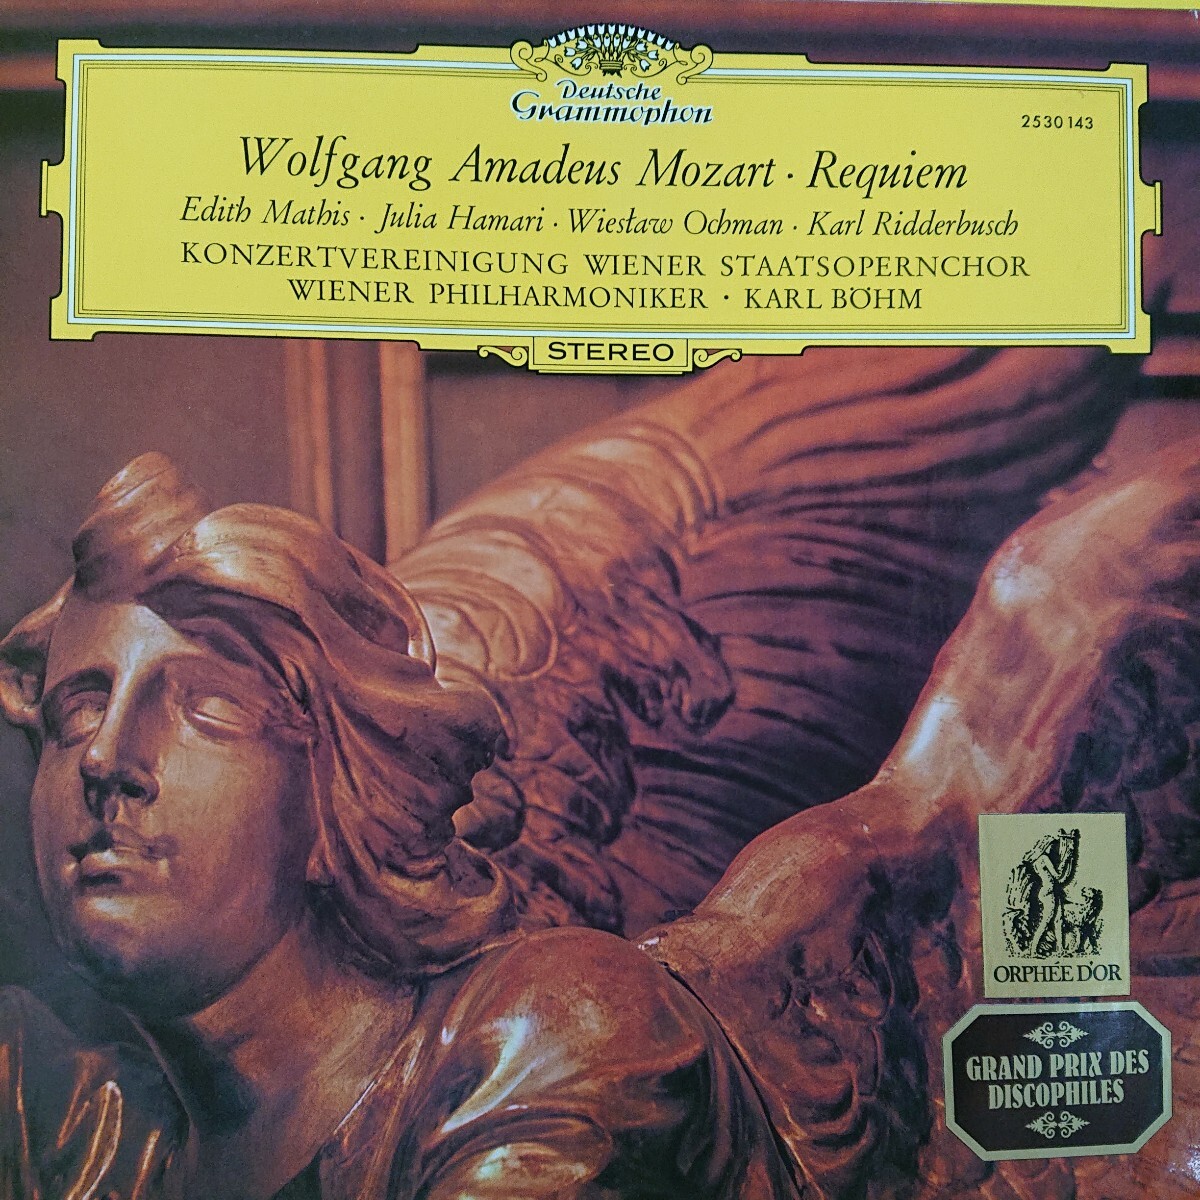 Deutsche
Grammophon
2530 143
Wolfgang Amadeus Mozart · Requiem
Edith Mathis · Julia Hamari · Wiesław Ochman · Karl Ridderbusch
KONZERTVEREINIGUNG WIENER STAATSOPERNCHOR
WIENER PHILHARMONIKER · KARL BÖHM
STEREO
ORPHÉE D'OR
GRAND PRIX DES
DISCOPHILES